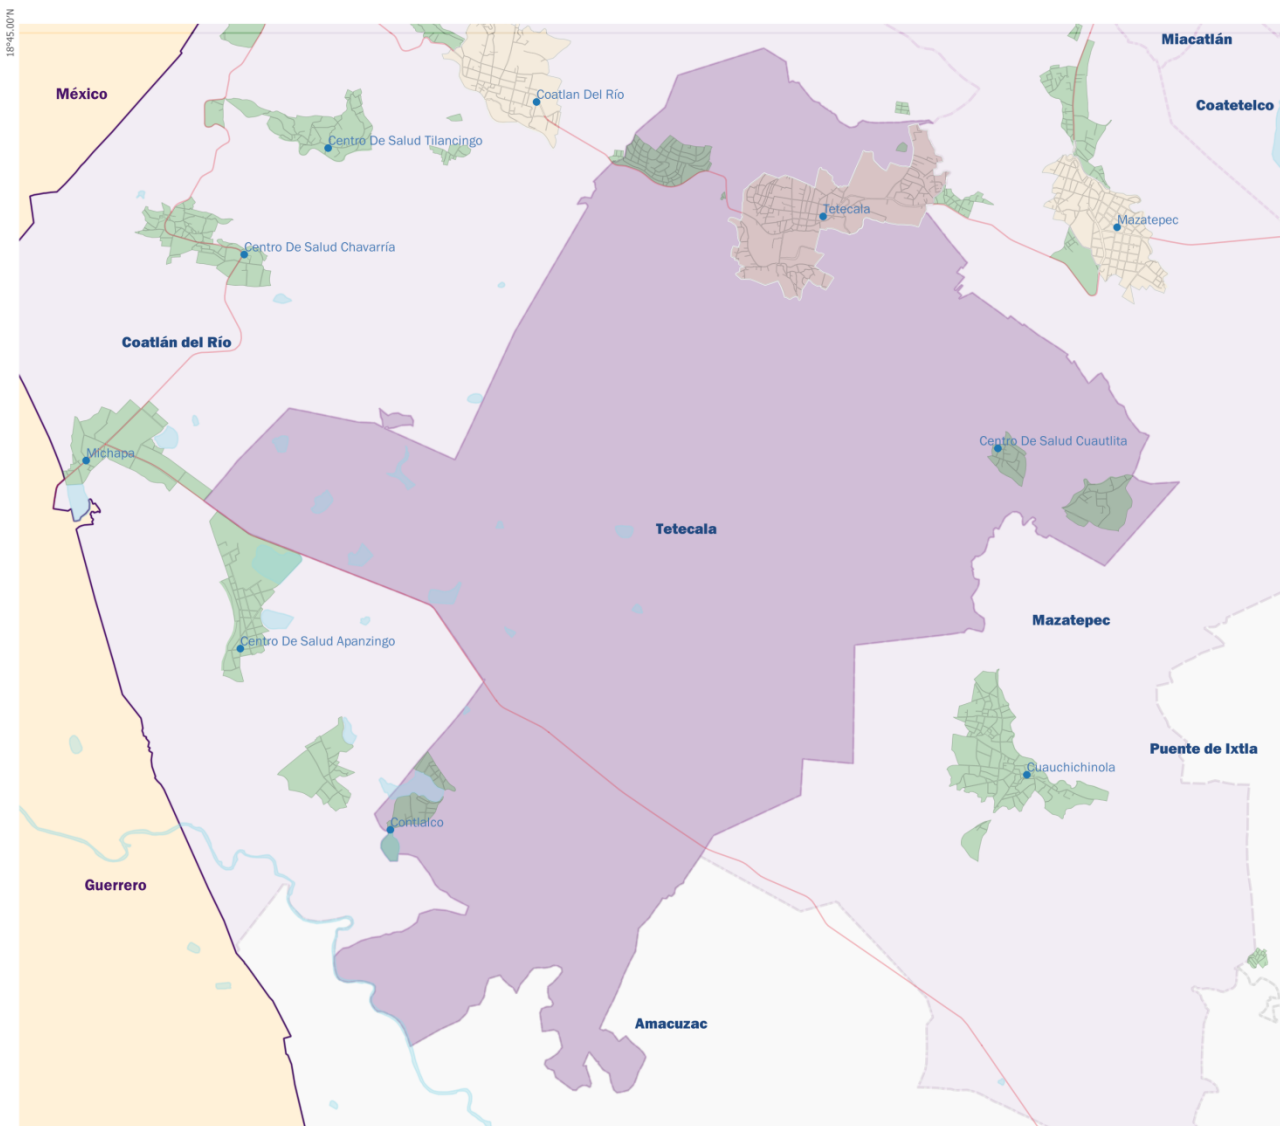 18°45.00'N
Miacatlán
México
Coatlan Del Río
Coatetelco
Centro De Salud Tilancingo
Tetecala
Mazatepec
Centro De Salud Chavarría
Coatlán del Río
Centro De Salud Cuautlita
Michapa
Tetecala
Mazatepec
Centro De Salud Apanzingo
Puente de Ixtla
Cuauchichinola
Contlalco
Guerrero
Amacuzac